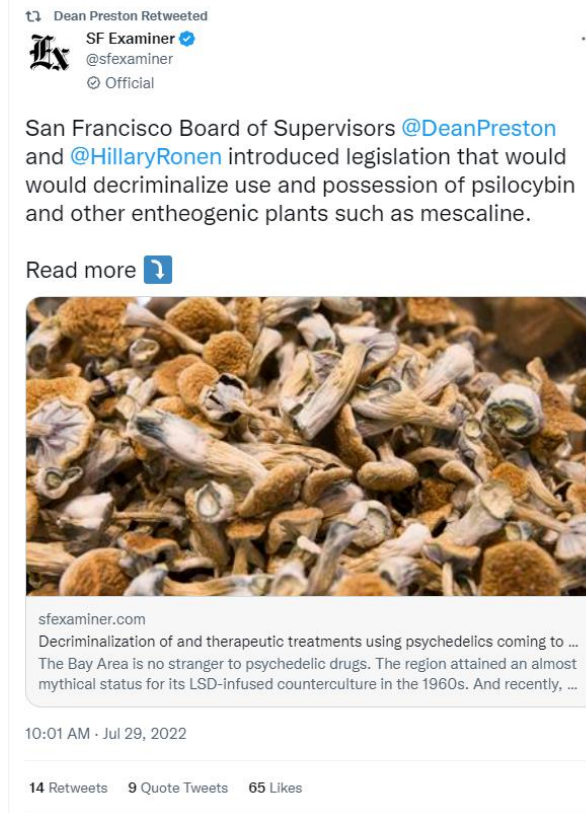 Dean Preston Retweeted
SF Examiner
@sfexaminer
Official
San Francisco Board of Supervisors @DeanPreston
and @HillaryRonen introduced legislation that would
would decriminalize use and possession of psilocybin
and other entheogenic plants such as mescaline.
Read more ⤵️
sfexaminer.com
Decriminalization of and therapeutic treatments using psychedelics coming to ...
The Bay Area is no stranger to psychedelic drugs. The region attained an almost
mythical status for its LSD-infused counterculture in the 1960s. And recently, ...
10:01 AM · Jul 29, 2022
14 Retweets 9 Quote Tweets 65 Likes